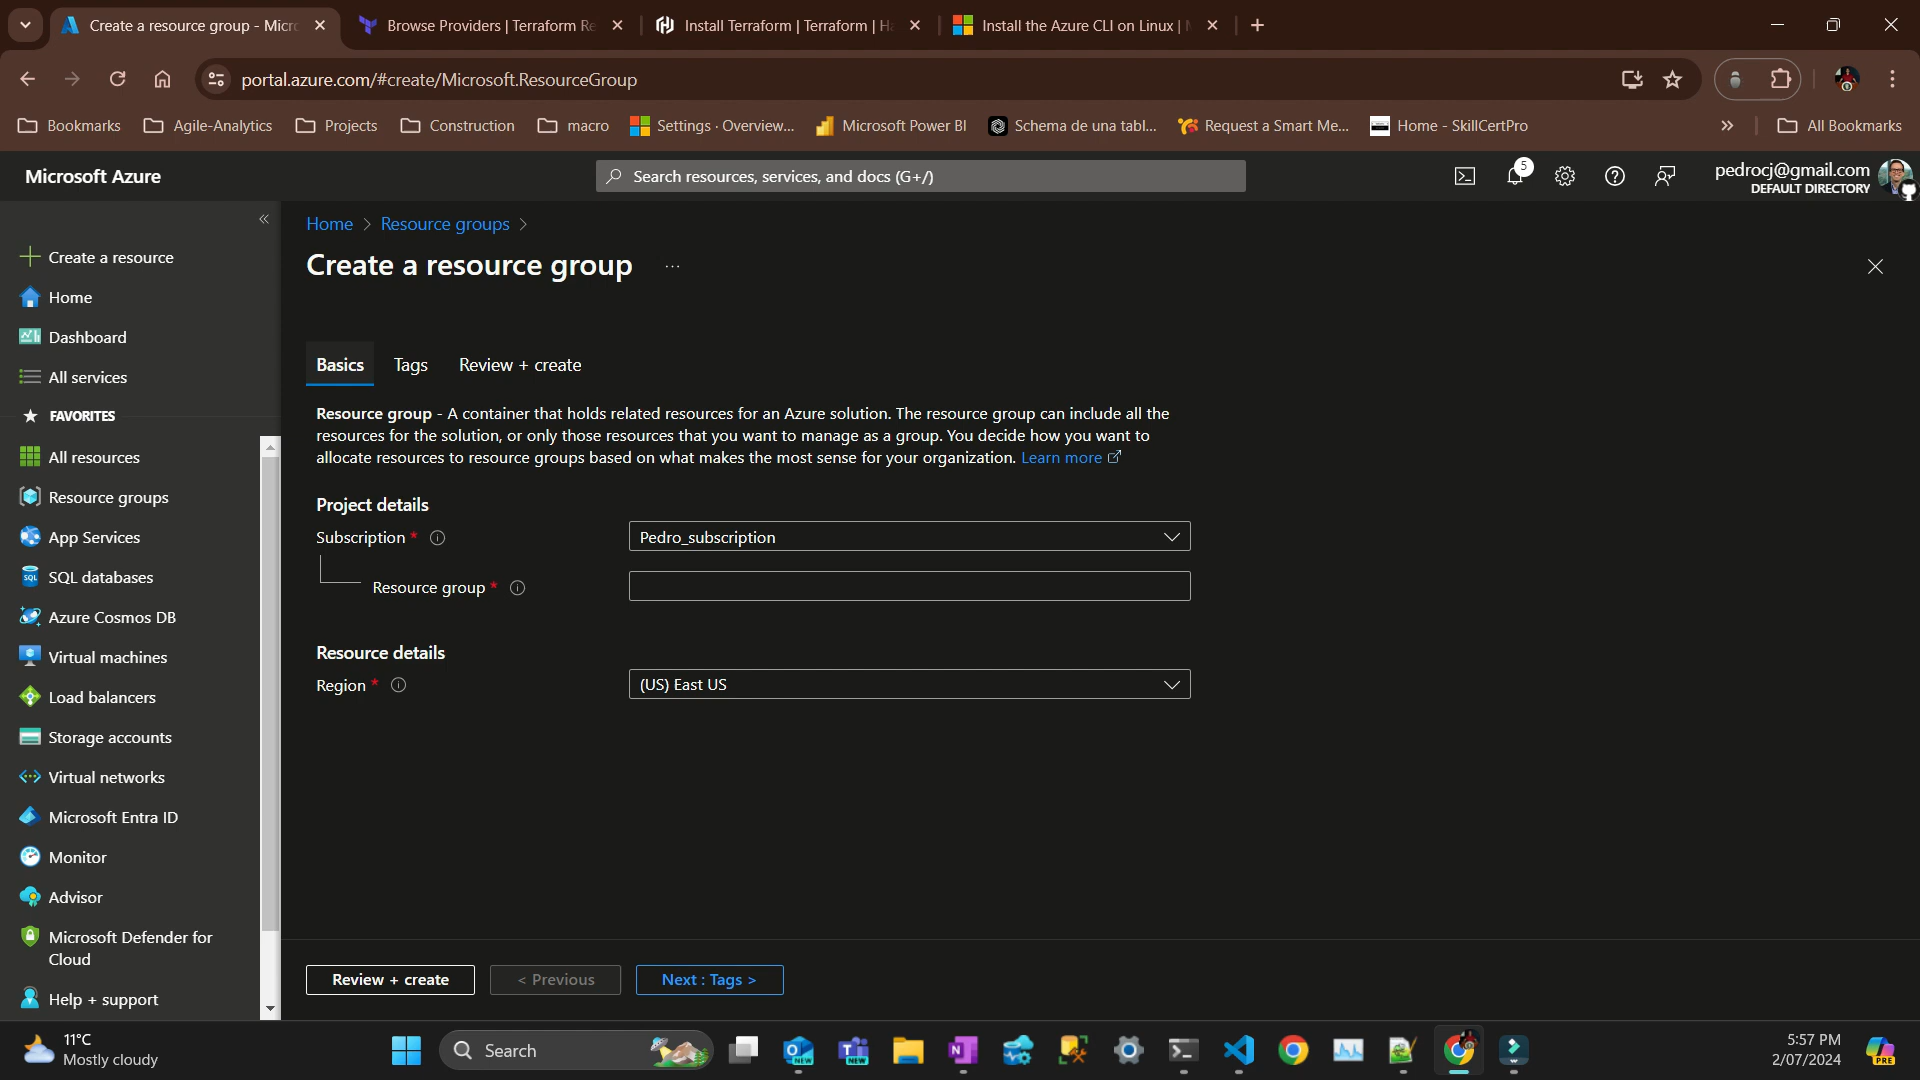 Create a resource group - Micr
Browse Providers | Terraform Re
Install Terraform | Terraform | Ha
Install the Azure CLI on Linux |
portal.azure.com/#create/Microsoft.ResourceGroup
Bookmarks
Agile-Analytics
Projects
Construction
macro
Settings · Overview...
Microsoft Power BI
Schema de una tabl...
Request a Smart Me...
Home - SkillCertPro
All Bookmarks
Microsoft Azure
Search resources, services, and docs (G+/)
5
pedrocj@gmail.com
DEFAULT DIRECTORY
Create a resource
Home
Dashboard
All services
FAVORITES
All resources
Resource groups
App Services
SQL databases
Azure Cosmos DB
Virtual machines
Load balancers
Storage accounts
Virtual networks
Microsoft Entra ID
Monitor
Advisor
Microsoft Defender for
Cloud
Help + support
Home > Resource groups >
Create a resource group ...
Basics
Tags
Review + create
Resource group - A container that holds related resources for an Azure solution. The resource group can include all the
resources for the solution, or only those resources that you want to manage as a group. You decide how you want to
allocate resources to resource groups based on what makes the most sense for your organization. Learn more
Project details
Subscription *
Pedro_subscription
Resource group *
Resource details
Region *
(US) East US
Review + create
< Previous
Next : Tags >
11°C
Mostly cloudy
Search
NEW
NEW
5:57 PM
2/07/2024
PRE